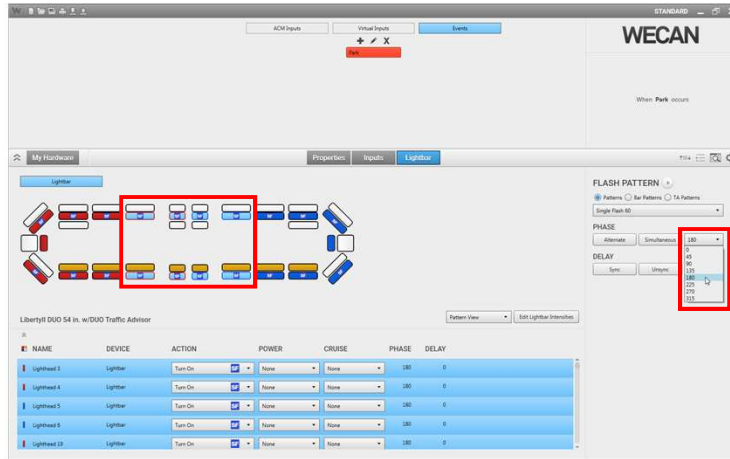 STANDARD
ACM Inputs
Virtual Inputs
Events
WECAN
Park
When Park occurs
My Hardware
Properties
Inputs
Lightbar
Lightbar
FLASH PATTERN
Patterns
Bar Patterns
TA Patterns
Single Flash 60
PHASE
Alternate
Simultaneous
180
0
45
90
135
180
225
270
315
DELAY
Sync
Unsync
LibertyII DUO 54 in. w/DUO Traffic Advisor
Pattern View
Edit Lightbar Intensities
NAME DEVICE ACTION POWER CRUISE PHASE DELAY
Lighthead 3 Lightbar Turn On SF None None 180 0
Lighthead 4 Lightbar Turn On SF None None 180 0
Lighthead 5 Lightbar Turn On SF None None 180 0
Lighthead 6 Lightbar Turn On SF None None 180 0
Lighthead 19 Lightbar Turn On SF None None 180 0